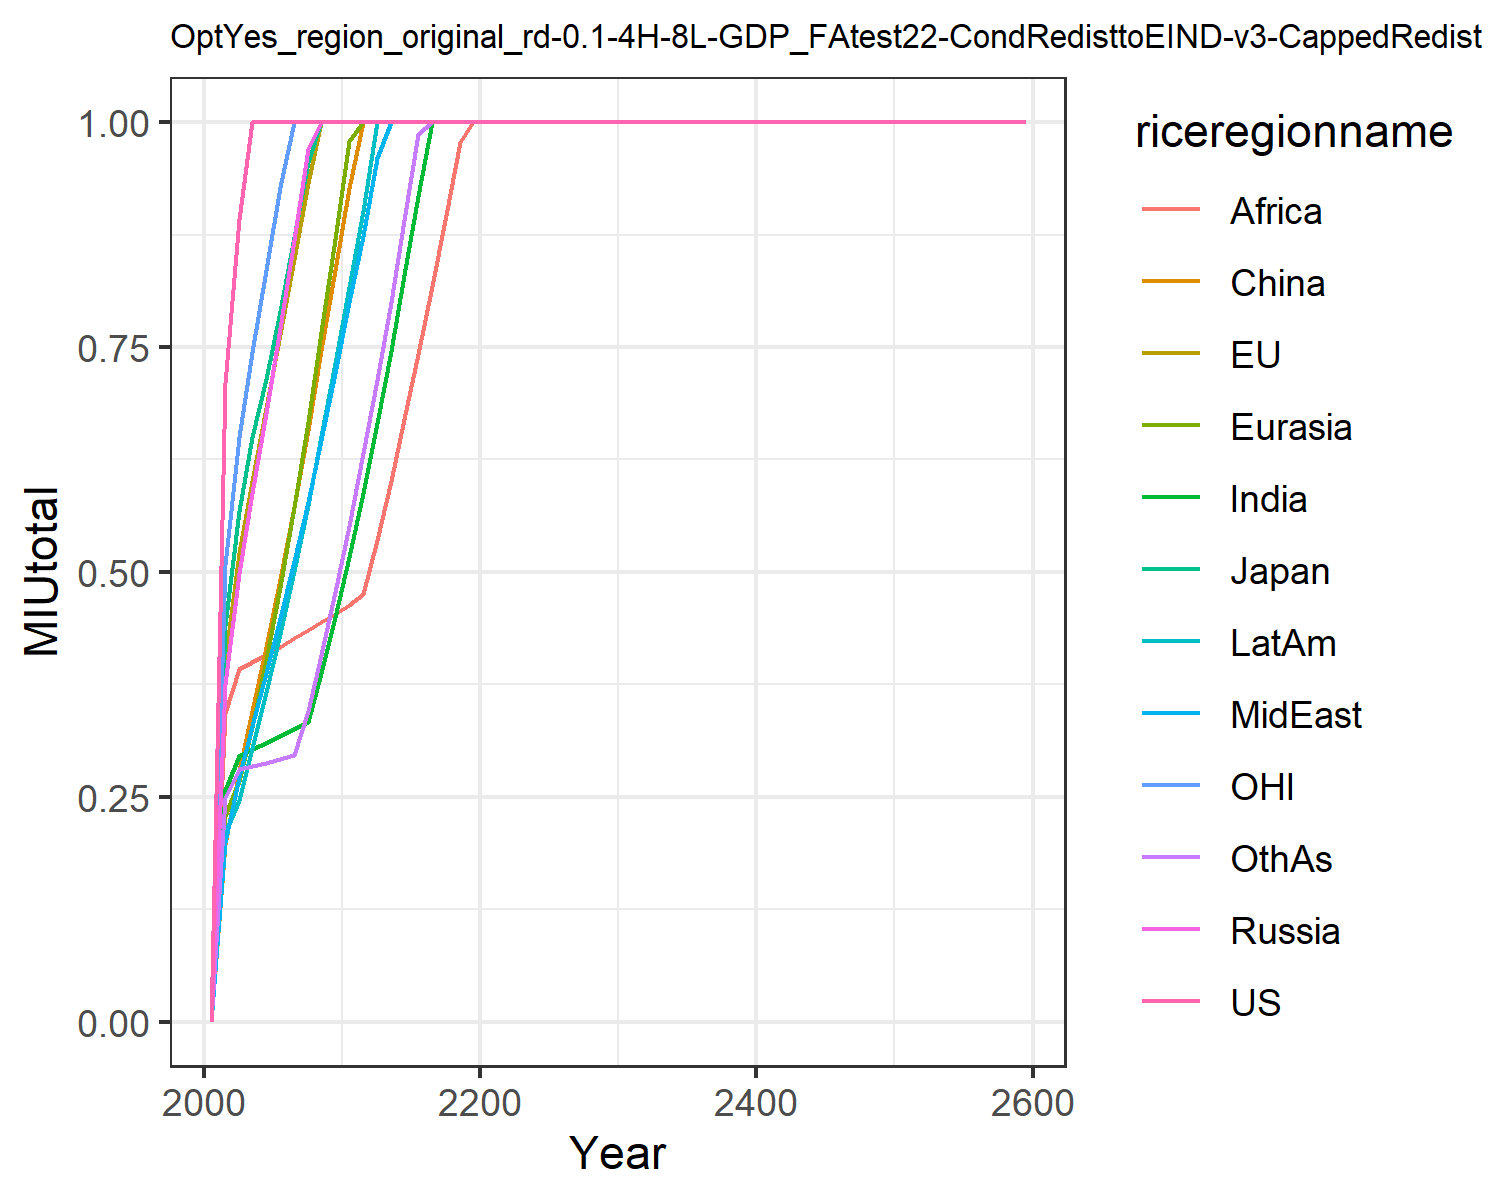 OptYes_region_original_rd-0.1-4H-8L-GDP_FAtest22-CondRedisttoEIND-v3-CappedRedist
1.00
0.75
0.50
0.25
0.00
MIUtotal
2000
2200
2400
2600
Year
riceregionname
Africa
China
EU
Eurasia
India
Japan
LatAm
MidEast
OHI
OthAs
Russia
US